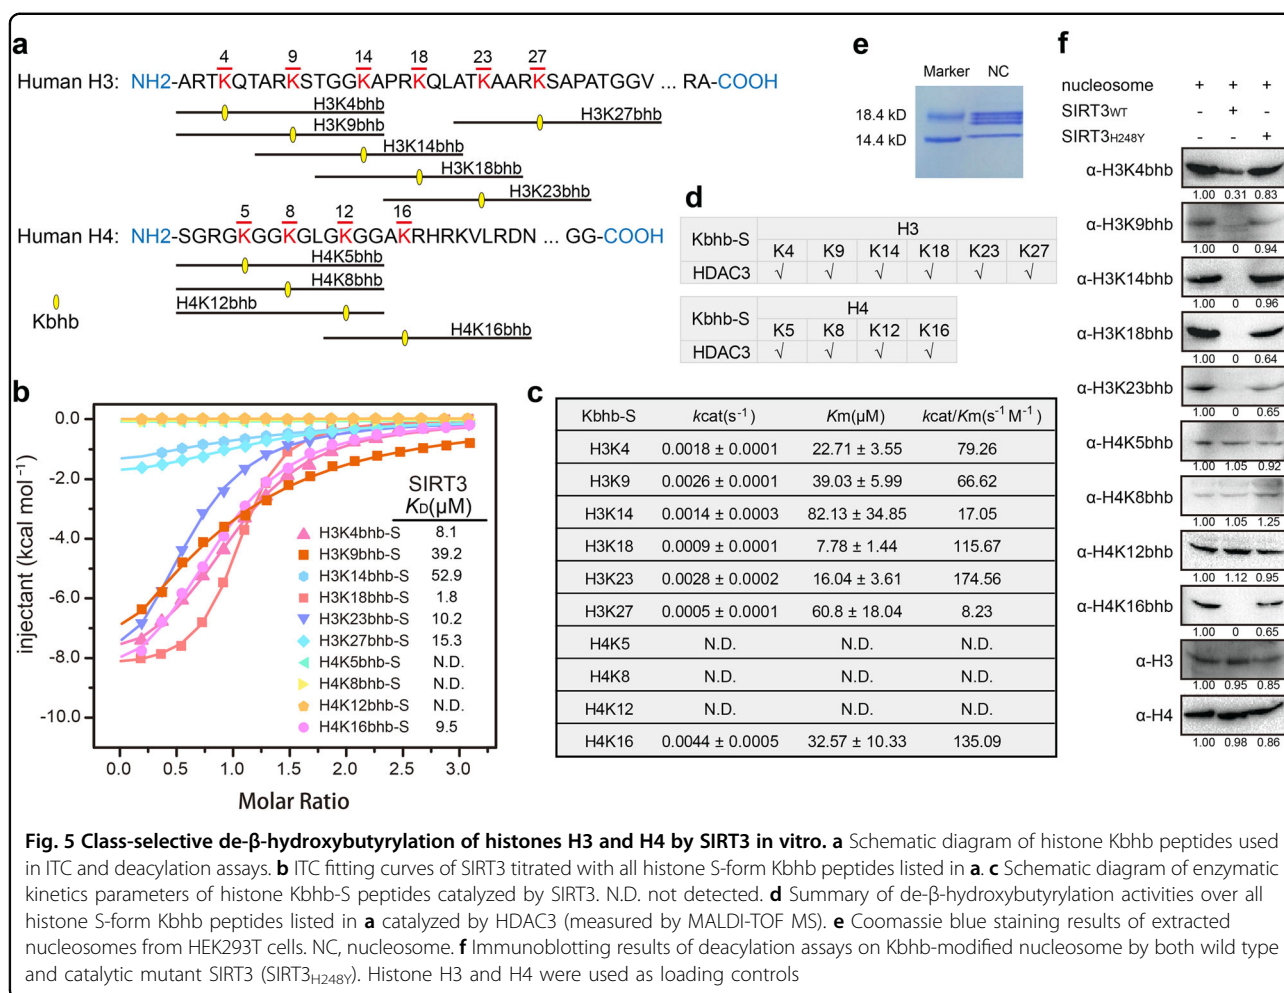 a
4 9 14 18 23 27
Human H3: NH2-ARTKQTARKSTGGKAPRKQLATKAARKSAPATGGV ... RA-COOH
H3K4bhb
H3K27bhb
H3K9bhb
H3K14bhb
H3K18bhb
H3K23bhb
5 8 12 16
Human H4: NH2-SGRGKGGKGLGKGGAKRHRKVLRDN ... GG-COOH
H4K5bhb
H4K8bhb
H4K12bhb
Kbhb
H4K16bhb
b
injectant (kcal mol⁻¹)
0.0
-2.0
-4.0
-6.0
-8.0
-10.0
SIRT3
KD(μM)
H3K4bhb-S 8.1
H3K9bhb-S 39.2
H3K14bhb-S 52.9
H3K18bhb-S 1.8
H3K23bhb-S 10.2
H3K27bhb-S 15.3
H4K5bhb-S N.D.
H4K8bhb-S N.D.
H4K12bhb-S N.D.
H4K16bhb-S 9.5
0.0 0.5 1.0 1.5 2.0 2.5 3.0
Molar Ratio
c
Kbhb-S kcat(s⁻¹) Km(μM) kcat/Km(s⁻¹ M⁻¹)
H3K4 0.0018 ± 0.0001 22.71 ± 3.55 79.26
H3K9 0.0026 ± 0.0001 39.03 ± 5.99 66.62
H3K14 0.0014 ± 0.0003 82.13 ± 34.85 17.05
H3K18 0.0009 ± 0.0001 7.78 ± 1.44 115.67
H3K23 0.0028 ± 0.0002 16.04 ± 3.61 174.56
H3K27 0.0005 ± 0.0001 60.8 ± 18.04 8.23
H4K5 N.D. N.D. N.D.
H4K8 N.D. N.D. N.D.
H4K12 N.D. N.D. N.D.
H4K16 0.0044 ± 0.0005 32.57 ± 10.33 135.09
d
Kbhb-S H3
K4 K9 K14 K18 K23 K27
HDAC3 √ √ √ √ √ √
Kbhb-S H4
K5 K8 K12 K16
HDAC3 √ √ √ √
e
Marker NC
18.4 kD
14.4 kD
f
nucleosome + + +
SIRT3WT - + -
SIRT3H248Y - - +
α-H3K4bhb
1.00 0.31 0.83
α-H3K9bhb
1.00 0 0.94
α-H3K14bhb
1.00 0 0.96
α-H3K18bhb
1.00 0 0.64
α-H3K23bhb
1.00 0 0.65
α-H4K5bhb
1.00 1.05 0.92
α-H4K8bhb
1.00 1.05 1.25
α-H4K12bhb
1.00 1.12 0.95
α-H4K16bhb
1.00 0 0.65
α-H3
1.00 0.95 0.85
α-H4
1.00 0.98 0.86
Fig. 5 Class-selective de-β-hydroxybutyrylation of histones H3 and H4 by SIRT3 in vitro. a Schematic diagram of histone Kbhb peptides used
in ITC and deacylation assays. b ITC fitting curves of SIRT3 titrated with all histone S-form Kbhb peptides listed in a. c Schematic diagram of enzymatic
kinetics parameters of histone Kbhb-S peptides catalyzed by SIRT3. N.D. not detected. d Summary of de-β-hydroxybutyrylation activities over all
histone S-form Kbhb peptides listed in a catalyzed by HDAC3 (measured by MALDI-TOF MS). e Coomassie blue staining results of extracted
nucleosomes from HEK293T cells. NC, nucleosome. f Immunoblotting results of deacylation assays on Kbhb-modified nucleosome by both wild type
and catalytic mutant SIRT3 (SIRT3H248Y). Histone H3 and H4 were used as loading controls